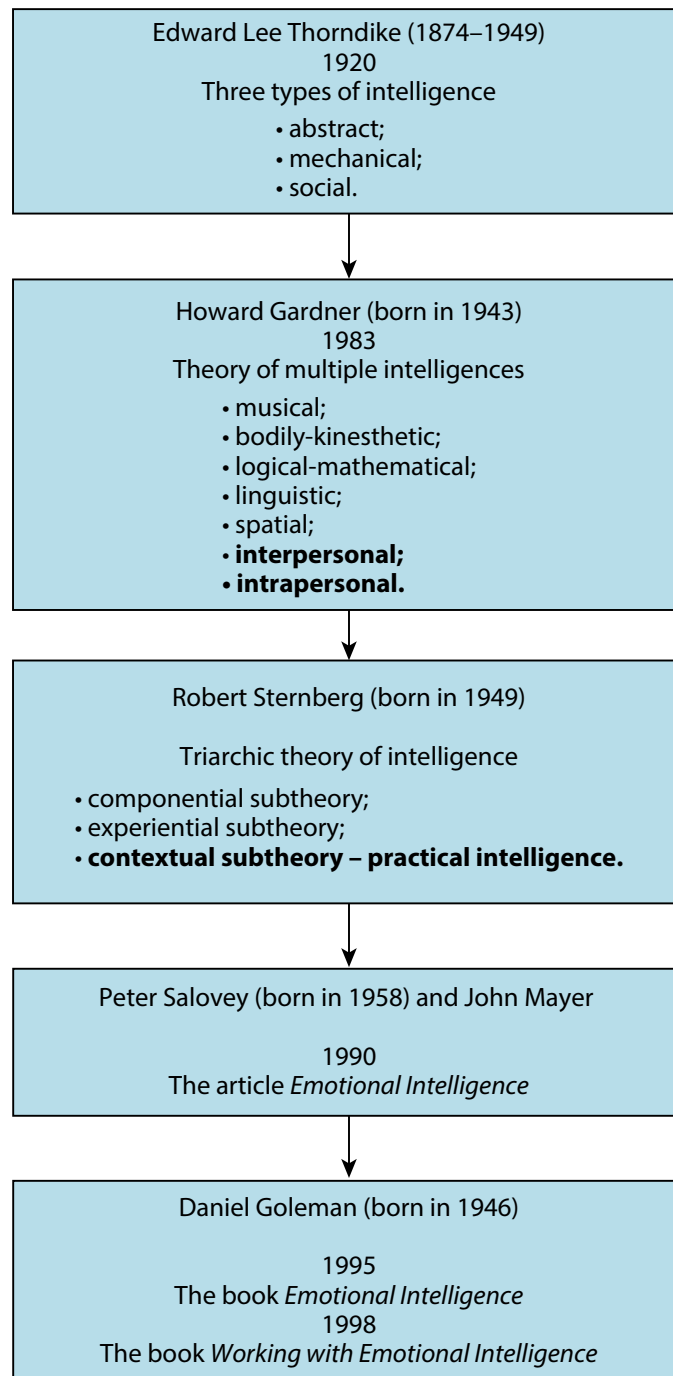 Edward Lee Thorndike (1874–1949)
1920
Three types of intelligence
• abstract;
• mechanical;
• social.
Howard Gardner (born in 1943)
1983
Theory of multiple intelligences
• musical;
• bodily-kinesthetic;
• logical-mathematical;
• linguistic;
• spatial;
• interpersonal;
• intrapersonal.
Robert Sternberg (born in 1949)
Triarchic theory of intelligence
• componential subtheory;
• experiential subtheory;
• contextual subtheory – practical intelligence.
Peter Salovey (born in 1958) and John Mayer
1990
The article Emotional Intelligence
Daniel Goleman (born in 1946)
1995
The book Emotional Intelligence
1998
The book Working with Emotional Intelligence